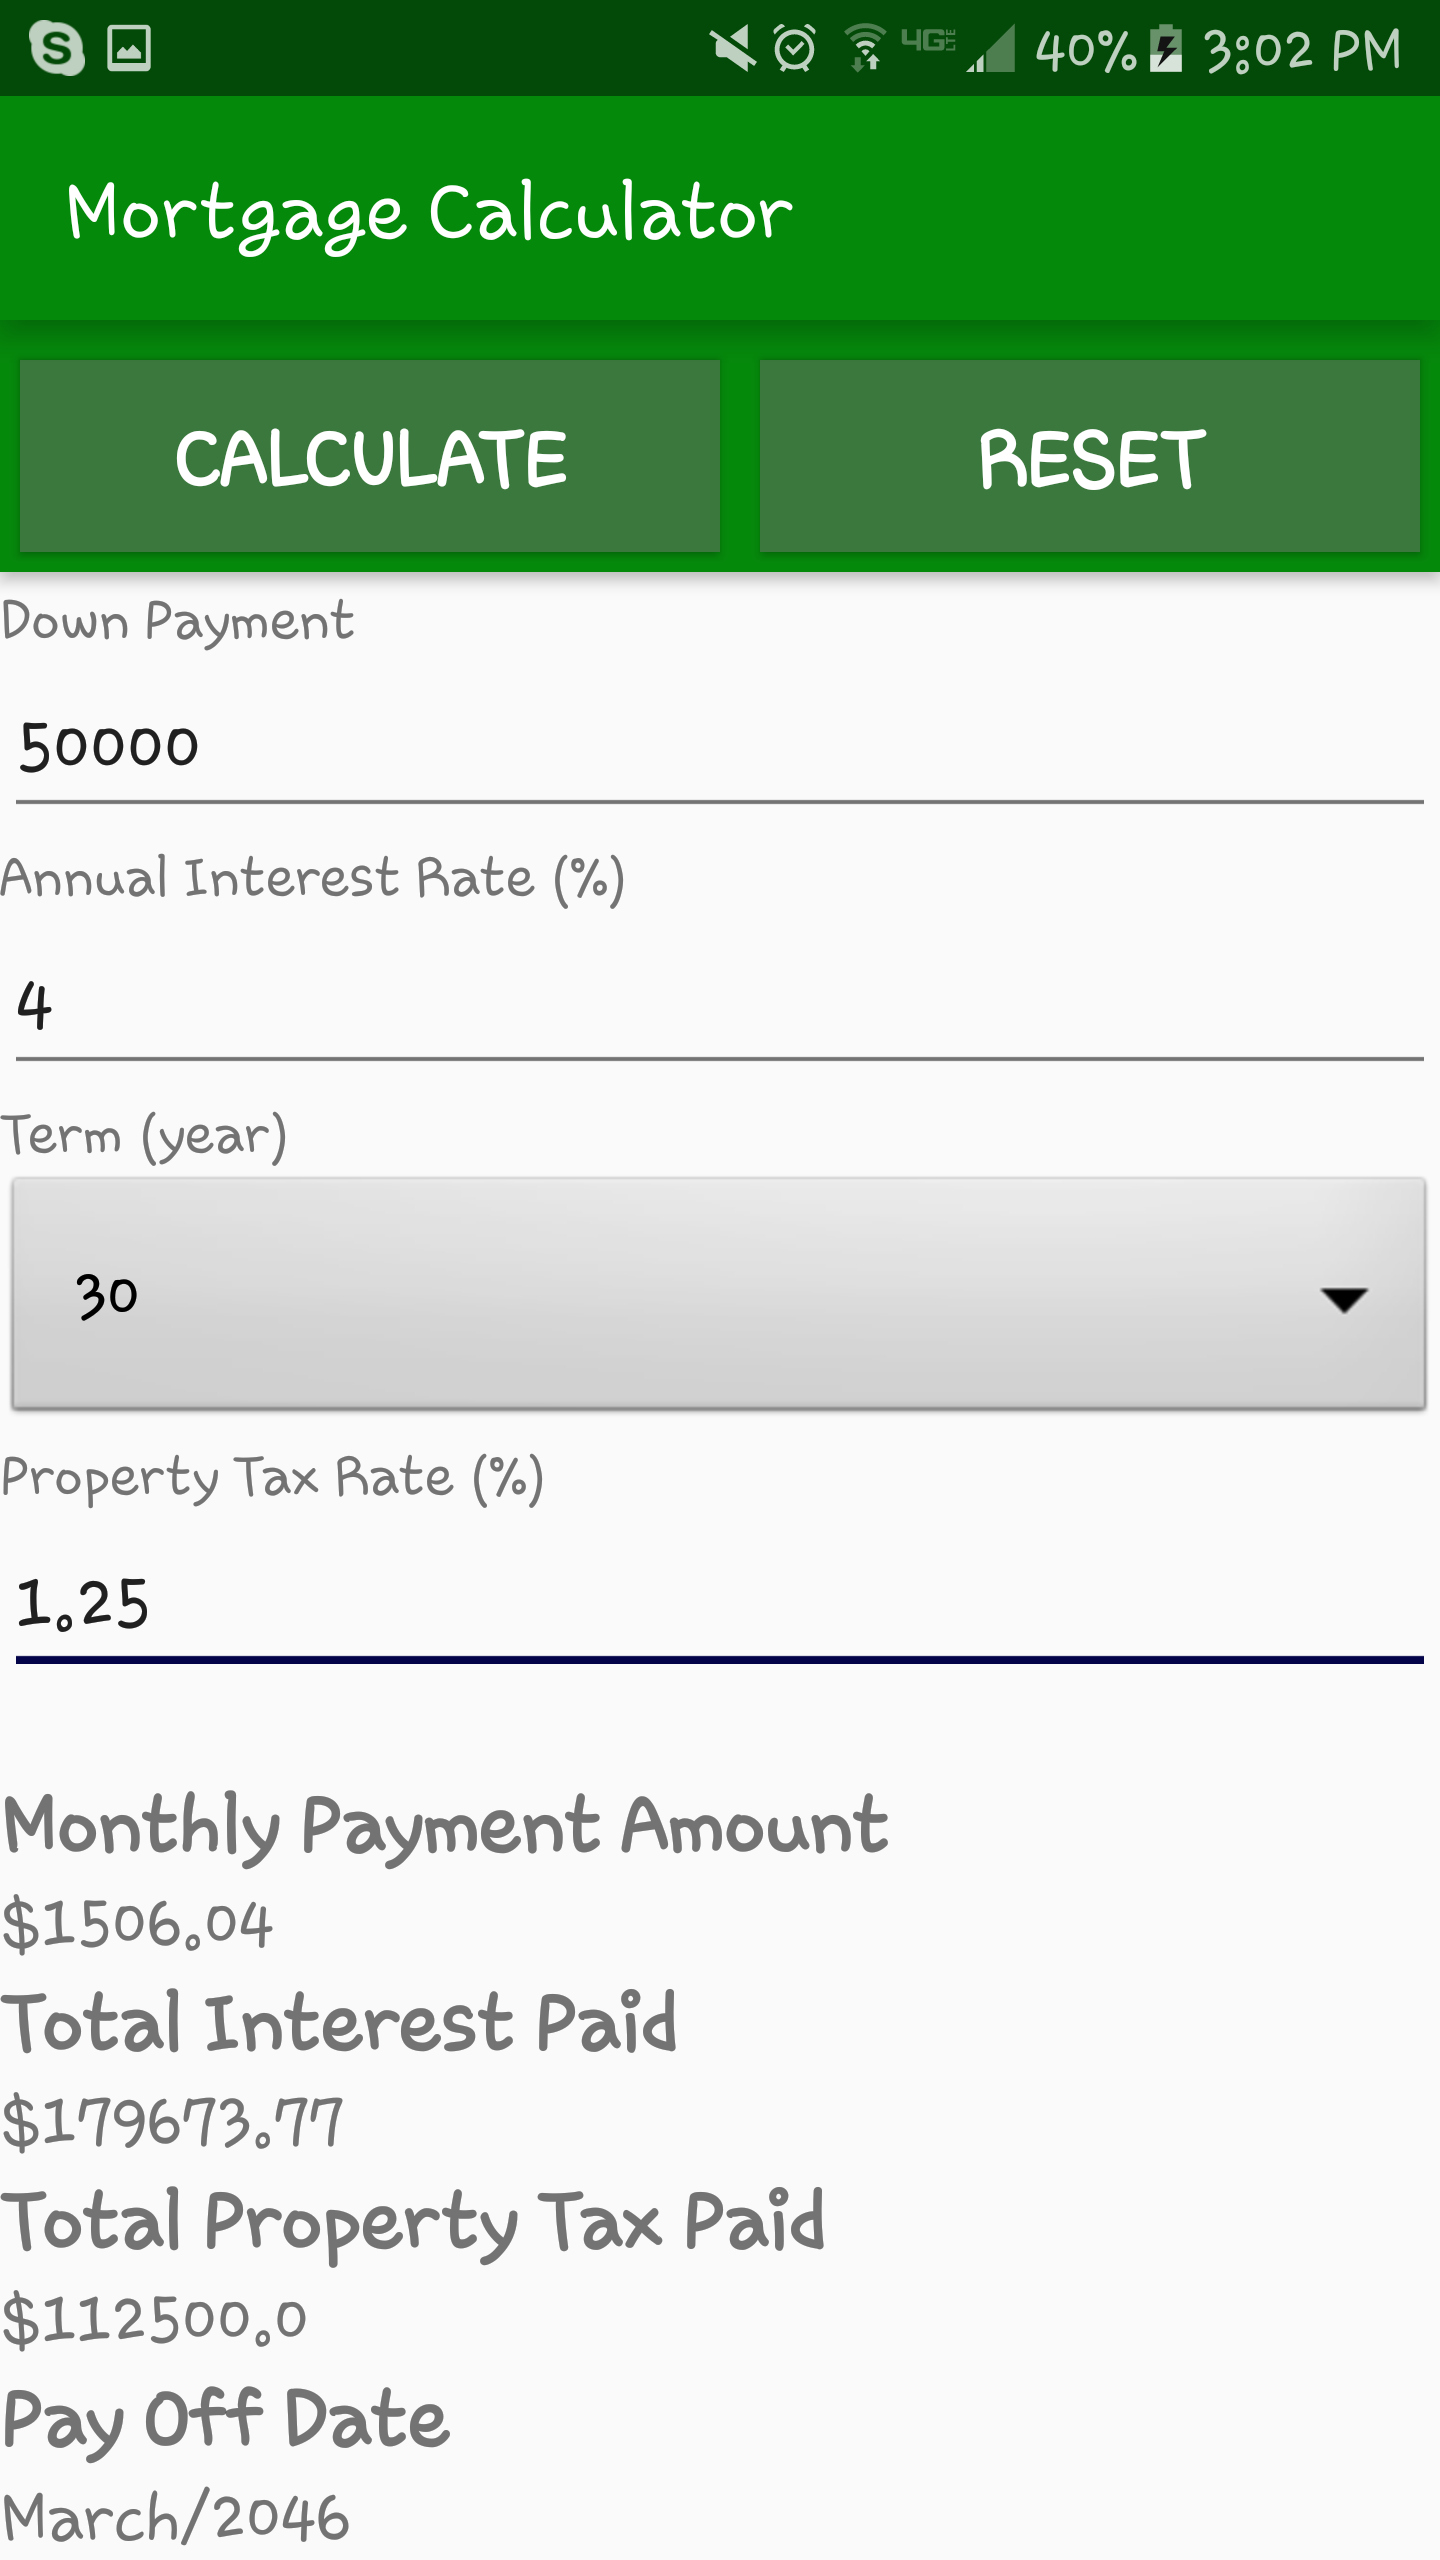 4G LTE 40% 3:02 PM
Mortgage Calculator
CALCULATE RESET
Down Payment
50000
Annual Interest Rate (%)
4
Term (year)
30
Property Tax Rate (%)
1.25
Monthly Payment Amount
$1506.04
Total Interest Paid
$179673.77
Total Property Tax Paid
$112500.0
Pay Off Date
March/2046